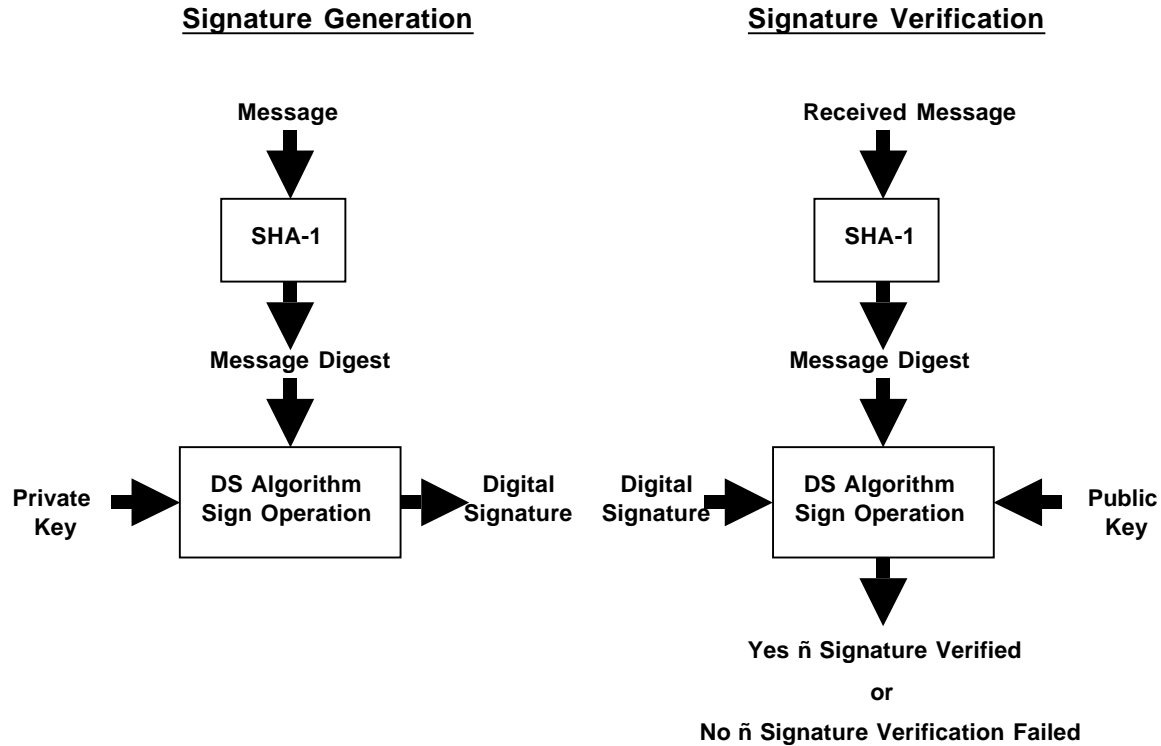 Signature Generation
Message
SHA-1
Message Digest
Private
Key
DS Algorithm
Sign Operation
Digital
Signature
Signature Verification
Received Message
SHA-1
Message Digest
Digital
Signature
DS Algorithm
Sign Operation
Public
Key
Yes ñ Signature Verified
or
No ñ Signature Verification Failed